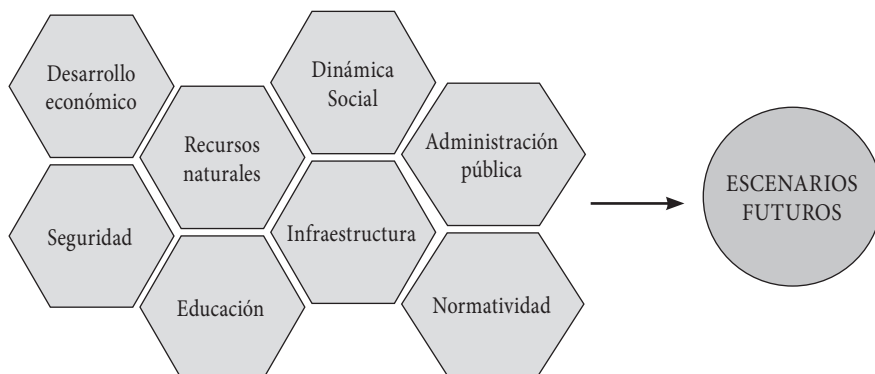 Desarrollo
económico
Dinámica
Social
Recursos
naturales
Administración
pública
Seguridad
Infraestructura
Educación
Normatividad
ESCENARIOS
FUTUROS